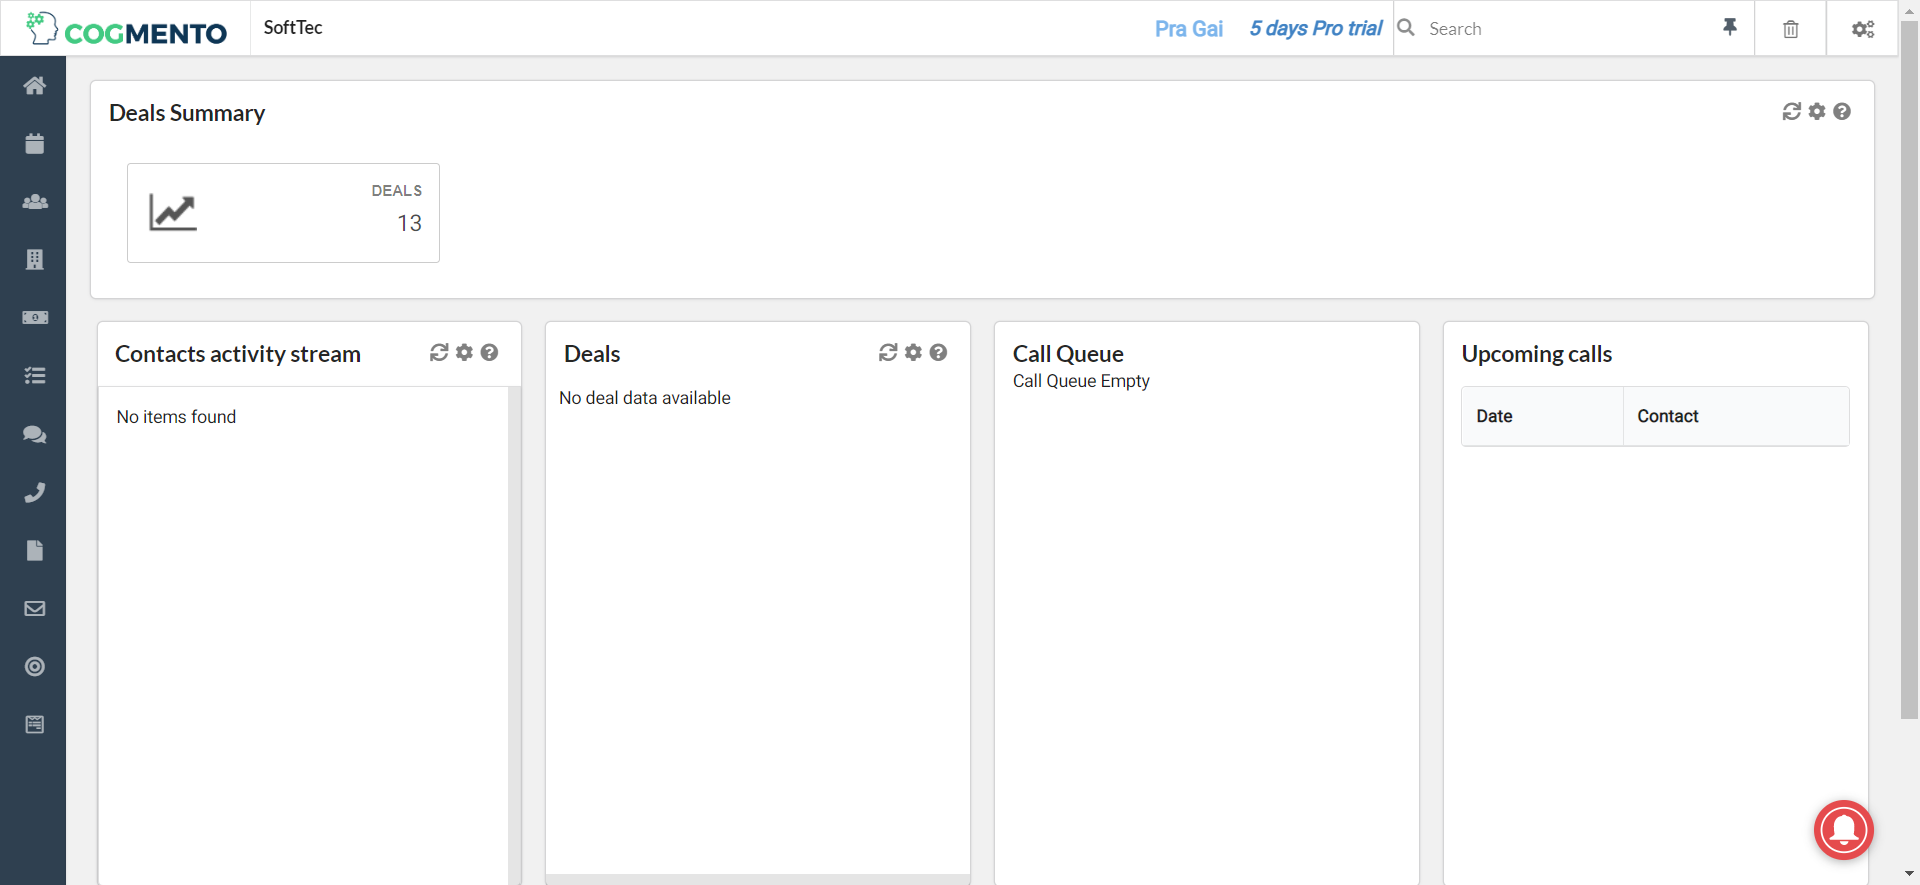 COGMENTO
SoftTec
Pra Gai
5 days Pro trial
Search
Deals Summary
DEALS
13
Contacts activity stream
No items found
Deals
No deal data available
Call Queue
Call Queue Empty
Upcoming calls
Date
Contact